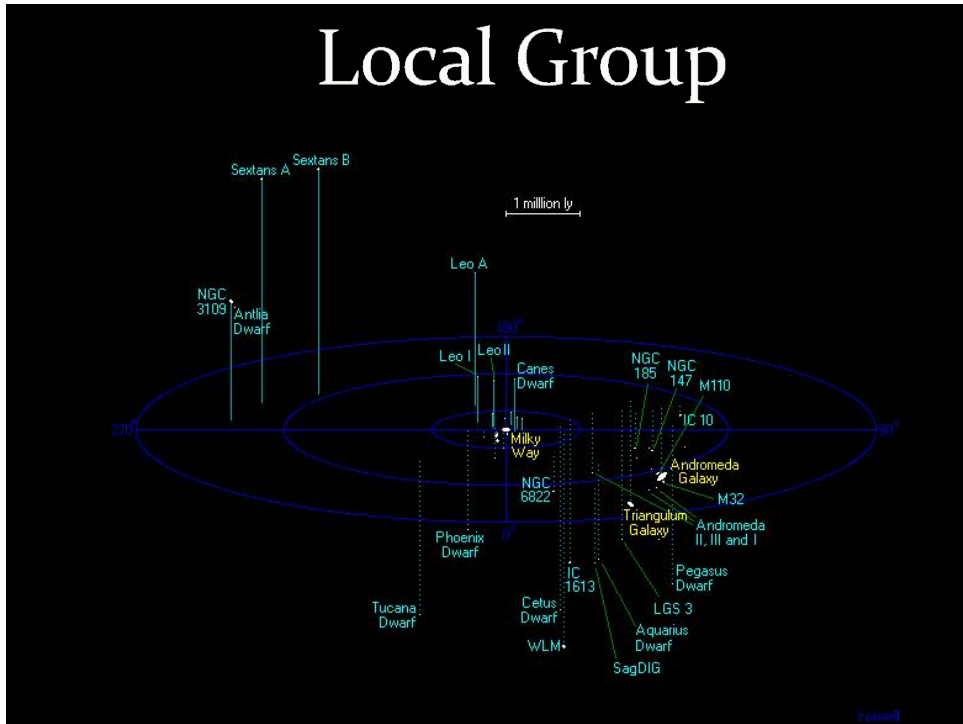 Local Group
Sextans B
Sextans A
1 milllion ly
Leo A
NGC
3109
Antlia
Dwarf
180°
Leo II
Leo I
Canes
Dwarf
NGC
185
NGC
147
M110
IC 10
270°
90°
Milky
Way
Andromeda
Galaxy
NGC
6822
M32
Triangulum
Galaxy
Andromeda
II, III and I
Phoenix
Dwarf
0°
IC
1613
Pegasus
Dwarf
Tucana
Dwarf
Cetus
Dwarf
LGS 3
WLM
Aquarius
Dwarf
SagDIG